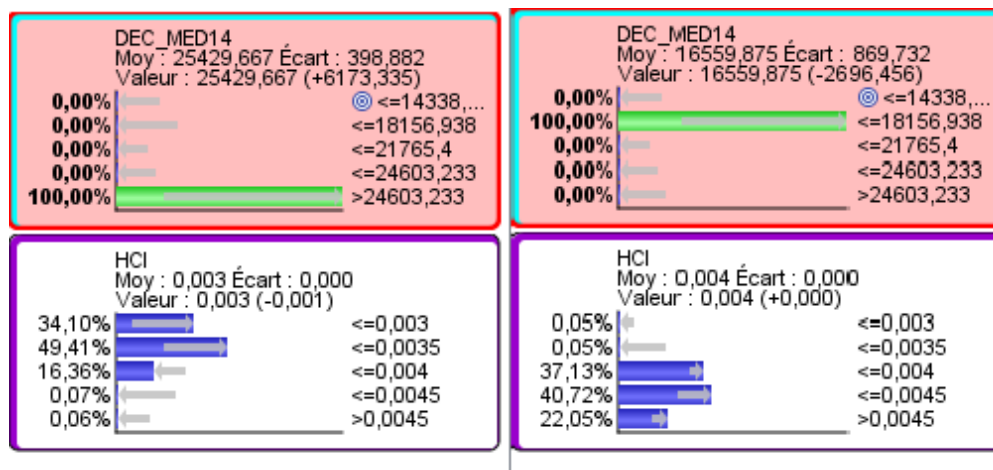 DEC_MED14
Moy : 25429,667 Écart : 398,882
Valeur : 25429,667 (+6173,335)
0,00% <=14338,...
0,00% <=18156,938
0,00% <=21765,4
0,00% <=24603,233
100,00% >24603,233
HCI
Moy : 0,003 Écart : 0,000
Valeur : 0,003 (-0,001)
34,10% <=0,003
49,41% <=0,0035
16,36% <=0,004
0,07% <=0,0045
0,06% >0,0045
DEC_MED14
Moy : 16559,875 Écart : 869,732
Valeur : 16559,875 (-2696,456)
0,00% <=14338,...
100,00% <=18156,938
0,00% <=21765,4
0,00% <=24603,233
0,00% >24603,233
HCI
Moy : 0,004 Écart : 0,000
Valeur : 0,004 (+0,000)
0,05% <=0,003
0,05% <=0,0035
37,13% <=0,004
40,72% <=0,0045
22,05% >0,0045